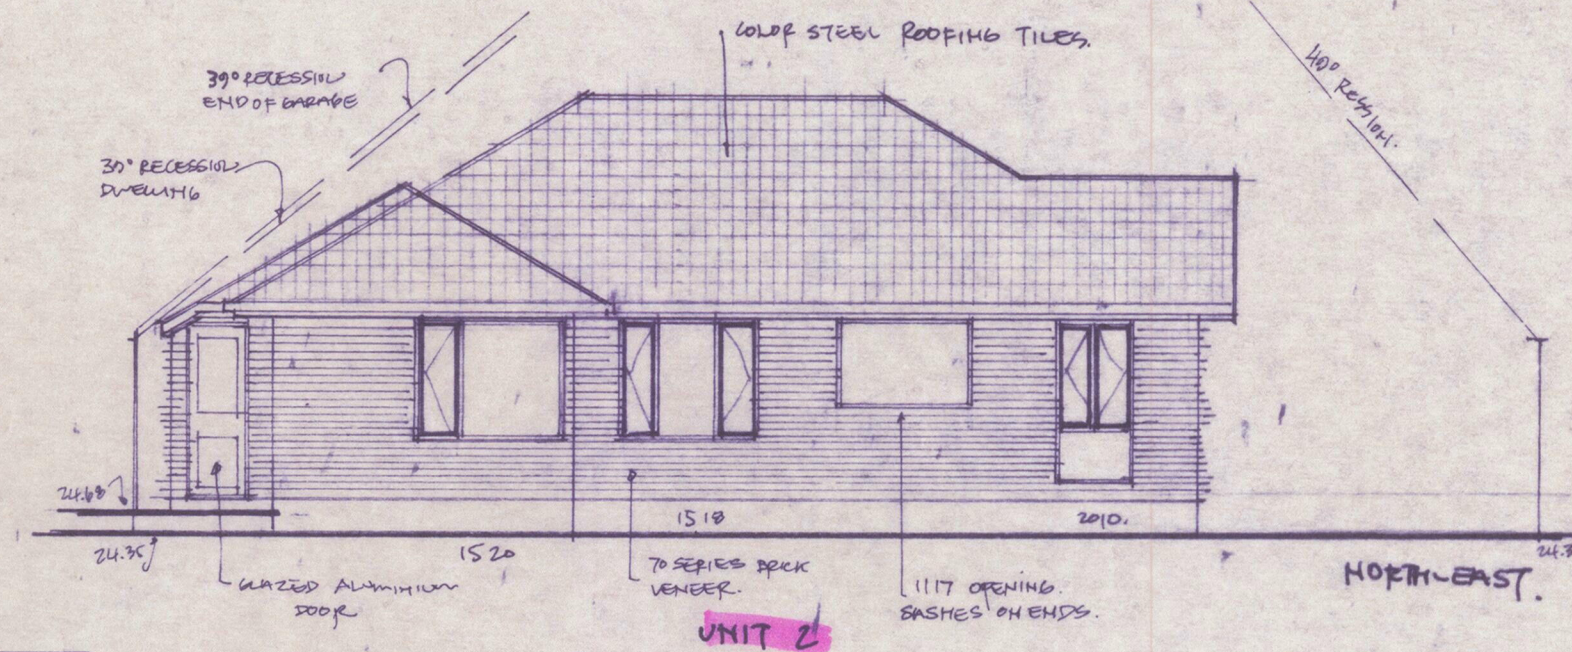 COLOR STEEL ROOFING TILES.
39° RECESSION
END OF GARAGE
40° RESSION.
RECESSION
DWELLING
24.68
1518
2010.
24.35
1520
GLAZED ALUMINIUM
DOOR
70 SERIES BRICK
VENEER.
1117 OPENING.
SASHES ON ENDS.
NORTH EAST.
UNIT 2